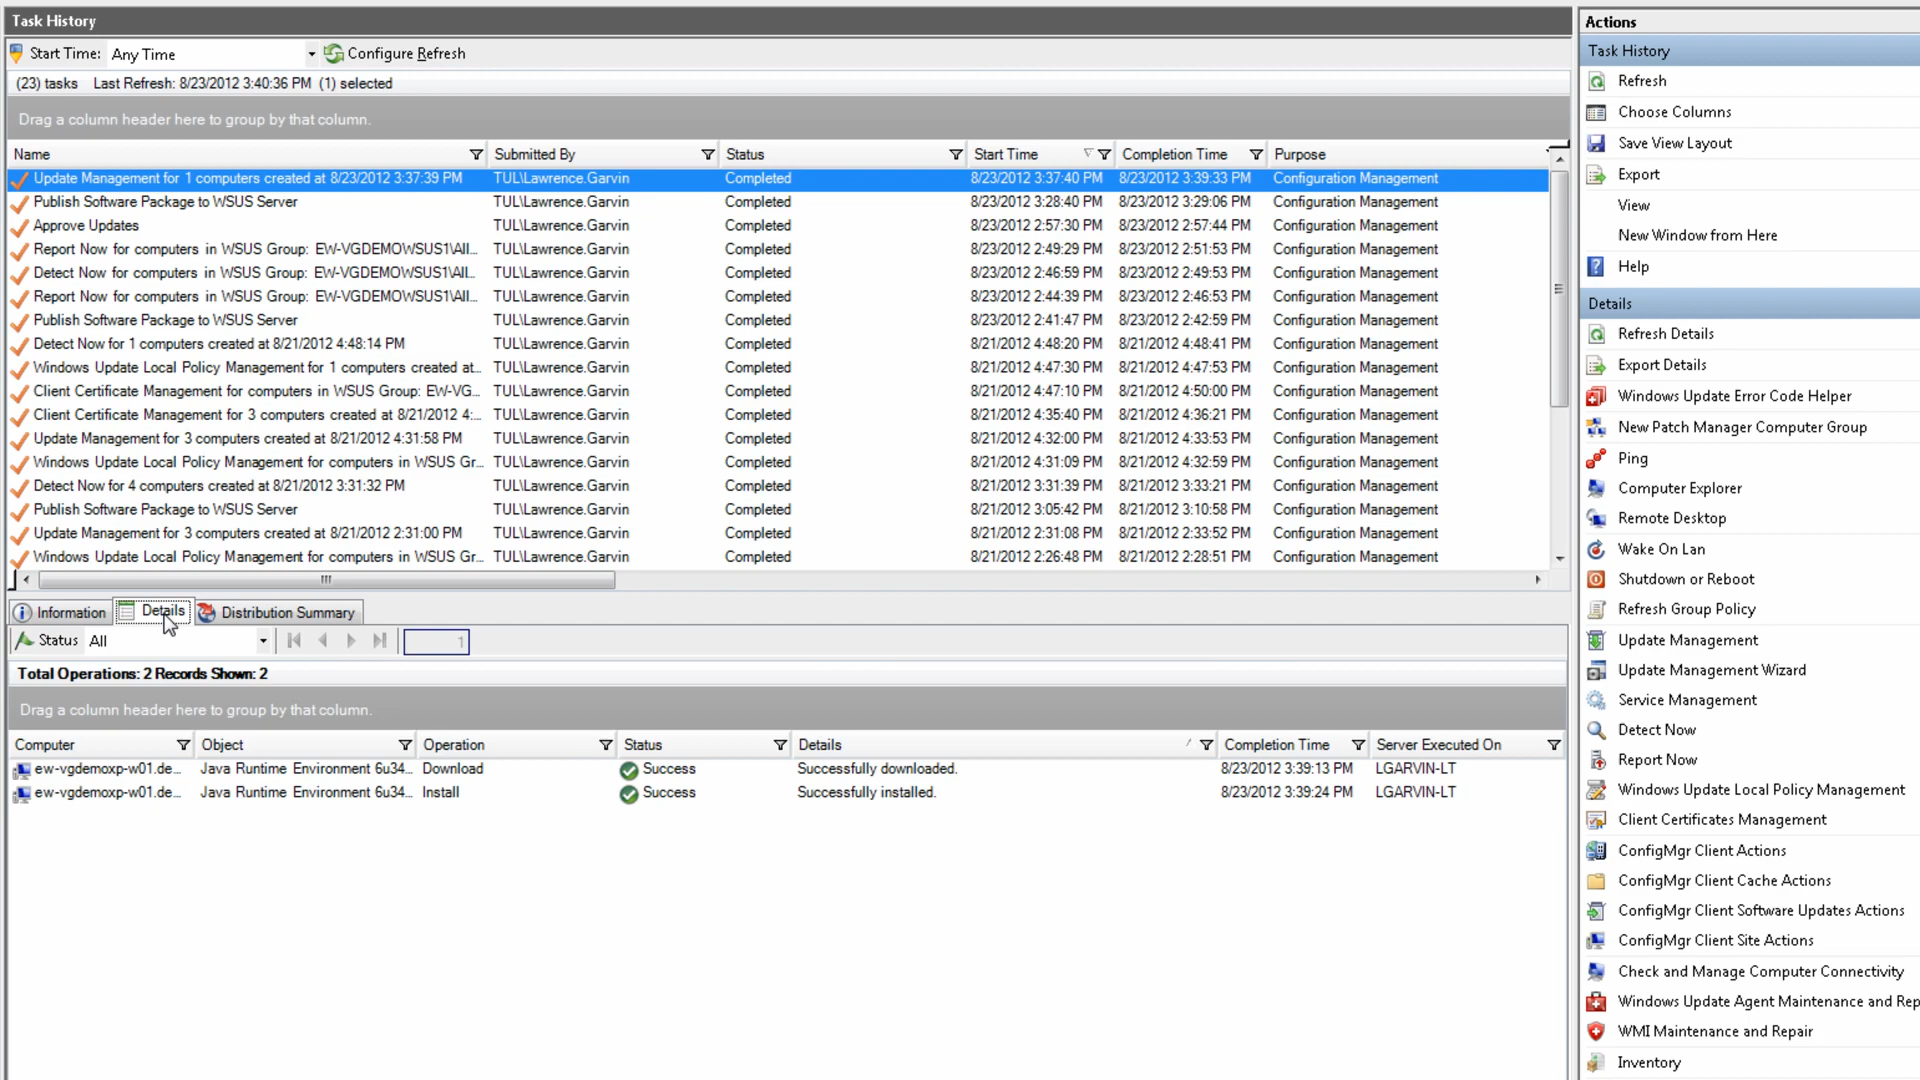 Task History
Start Time: Any Time Configure Refresh
(23) tasks Last Refresh: 8/23/2012 3:40:36 PM (1) selected
Drag a column header here to group by that column.
Name Submitted By Status Start Time Completion Time Purpose
Update Management for 1 computers created at 8/23/2012 3:37:39 PM TUL\Lawrence.Garvin Completed 8/23/2012 3:37:40 PM 8/23/2012 3:39:33 PM Configuration Management
Publish Software Package to WSUS Server TUL\Lawrence.Garvin Completed 8/23/2012 3:28:40 PM 8/23/2012 3:29:06 PM Configuration Management
Approve Updates TUL\Lawrence.Garvin Completed 8/23/2012 2:57:30 PM 8/23/2012 2:57:44 PM Configuration Management
Report Now for computers in WSUS Group: EW-VGDEMOWSUS1\All... TUL\Lawrence.Garvin Completed 8/23/2012 2:49:29 PM 8/23/2012 2:51:53 PM Configuration Management
Detect Now for computers in WSUS Group: EW-VGDEMOWSUS1\All... TUL\Lawrence.Garvin Completed 8/23/2012 2:46:59 PM 8/23/2012 2:49:53 PM Configuration Management
Report Now for computers in WSUS Group: EW-VGDEMOWSUS1\All... TUL\Lawrence.Garvin Completed 8/23/2012 2:44:39 PM 8/23/2012 2:46:53 PM Configuration Management
Publish Software Package to WSUS Server TUL\Lawrence.Garvin Completed 8/23/2012 2:41:47 PM 8/23/2012 2:42:59 PM Configuration Management
Detect Now for 1 computers created at 8/21/2012 4:48:14 PM TUL\Lawrence.Garvin Completed 8/21/2012 4:48:20 PM 8/21/2012 4:48:41 PM Configuration Management
Windows Update Local Policy Management for 1 computers created at... TUL\Lawrence.Garvin Completed 8/21/2012 4:47:30 PM 8/21/2012 4:47:53 PM Configuration Management
Client Certificate Management for computers in WSUS Group: EW-VG... TUL\Lawrence.Garvin Completed 8/21/2012 4:47:10 PM 8/21/2012 4:50:00 PM Configuration Management
Client Certificate Management for 3 computers created at 8/21/2012 4:... TUL\Lawrence.Garvin Completed 8/21/2012 4:35:40 PM 8/21/2012 4:36:21 PM Configuration Management
Update Management for 3 computers created at 8/21/2012 4:31:58 PM TUL\Lawrence.Garvin Completed 8/21/2012 4:32:00 PM 8/21/2012 4:33:53 PM Configuration Management
Windows Update Local Policy Management for computers in WSUS Gr... TUL\Lawrence.Garvin Completed 8/21/2012 4:31:09 PM 8/21/2012 4:32:59 PM Configuration Management
Detect Now for 4 computers created at 8/21/2012 3:31:32 PM TUL\Lawrence.Garvin Completed 8/21/2012 3:31:39 PM 8/21/2012 3:33:21 PM Configuration Management
Publish Software Package to WSUS Server TUL\Lawrence.Garvin Completed 8/21/2012 3:05:42 PM 8/21/2012 3:10:58 PM Configuration Management
Update Management for 3 computers created at 8/21/2012 2:31:00 PM TUL\Lawrence.Garvin Completed 8/21/2012 2:31:08 PM 8/21/2012 2:33:52 PM Configuration Management
Windows Update Local Policy Management for computers in WSUS Gr... TUL\Lawrence.Garvin Completed 8/21/2012 2:26:48 PM 8/21/2012 2:28:51 PM Configuration Management
Information Details Distribution Summary
Status All 1
Total Operations: 2 Records Shown: 2
Drag a column header here to group by that column.
Computer Object Operation Status Details Completion Time Server Executed On
ew-vgdemoxp-w01.de... Java Runtime Environment 6u34... Download Success Successfully downloaded. 8/23/2012 3:39:13 PM LGARVIN-LT
ew-vgdemoxp-w01.de... Java Runtime Environment 6u34... Install Success Successfully installed. 8/23/2012 3:39:24 PM LGARVIN-LT
Actions
Task History
Refresh
Choose Columns
Save View Layout
Export
View
New Window from Here
Help
Details
Refresh Details
Export Details
Windows Update Error Code Helper
New Patch Manager Computer Group
Ping
Computer Explorer
Remote Desktop
Wake On Lan
Shutdown or Reboot
Refresh Group Policy
Update Management
Update Management Wizard
Service Management
Detect Now
Report Now
Windows Update Local Policy Management
Client Certificates Management
ConfigMgr Client Actions
ConfigMgr Client Cache Actions
ConfigMgr Client Software Updates Actions
ConfigMgr Client Site Actions
Check and Manage Computer Connectivity
Windows Update Agent Maintenance and Rep
WMI Maintenance and Repair
Inventory